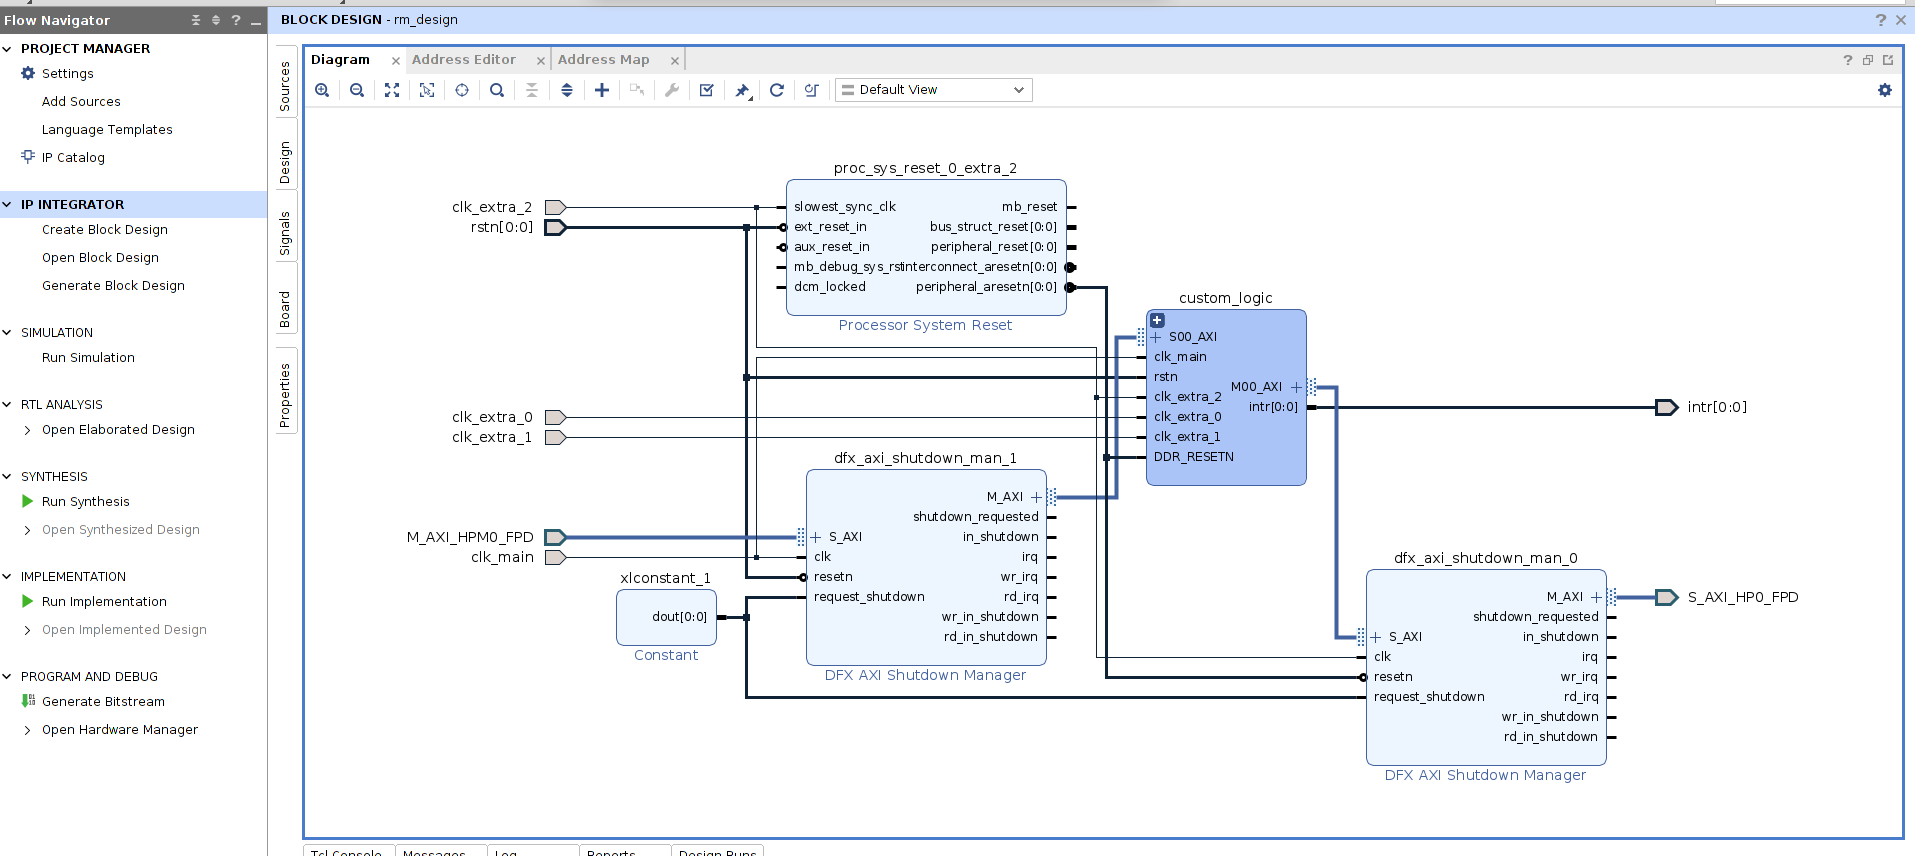 Flow Navigator
?
PROJECT MANAGER
Settings
Add Sources
Language Templates
IP Catalog
IP INTEGRATOR
Create Block Design
Open Block Design
Generate Block Design
SIMULATION
Run Simulation
RTL ANALYSIS
Open Elaborated Design
SYNTHESIS
Run Synthesis
Open Synthesized Design
IMPLEMENTATION
Run Implementation
Open Implemented Design
PROGRAM AND DEBUG
Generate Bitstream
Open Hardware Manager
BLOCK DESIGN - rm_design
?
Sources
Design
Signals
Board
Properties
Diagram
Address Editor
Address Map
?
Default View
proc_sys_reset_0_extra_2
clk_extra_2
rstn[0:0]
slowest_sync_clk
ext_reset_in
aux_reset_in
mb_debug_sys_rst
dcm_locked
mb_reset
bus_struct_reset[0:0]
peripheral_reset[0:0]
interconnect_aresetn[0:0]
peripheral_aresetn[0:0]
Processor System Reset
custom_logic
S00_AXI
clk_main
rstn
clk_extra_2
clk_extra_0
clk_extra_1
DDR_RESETN
M00_AXI
intr[0:0]
intr[0:0]
clk_extra_0
clk_extra_1
dfx_axi_shutdown_man_1
M_AXI_HPM0_FPD
clk_main
S_AXI
clk
resetn
request_shutdown
M_AXI
shutdown_requested
in_shutdown
irq
wr_irq
rd_irq
wr_in_shutdown
rd_in_shutdown
DFX AXI Shutdown Manager
xlconstant_1
dout[0:0]
Constant
dfx_axi_shutdown_man_0
S_AXI
clk
resetn
request_shutdown
M_AXI
shutdown_requested
in_shutdown
irq
wr_irq
rd_irq
wr_in_shutdown
rd_in_shutdown
DFX AXI Shutdown Manager
S_AXI_HP0_FPD
Tcl Console
Messages
Log
Reports
Design Runs